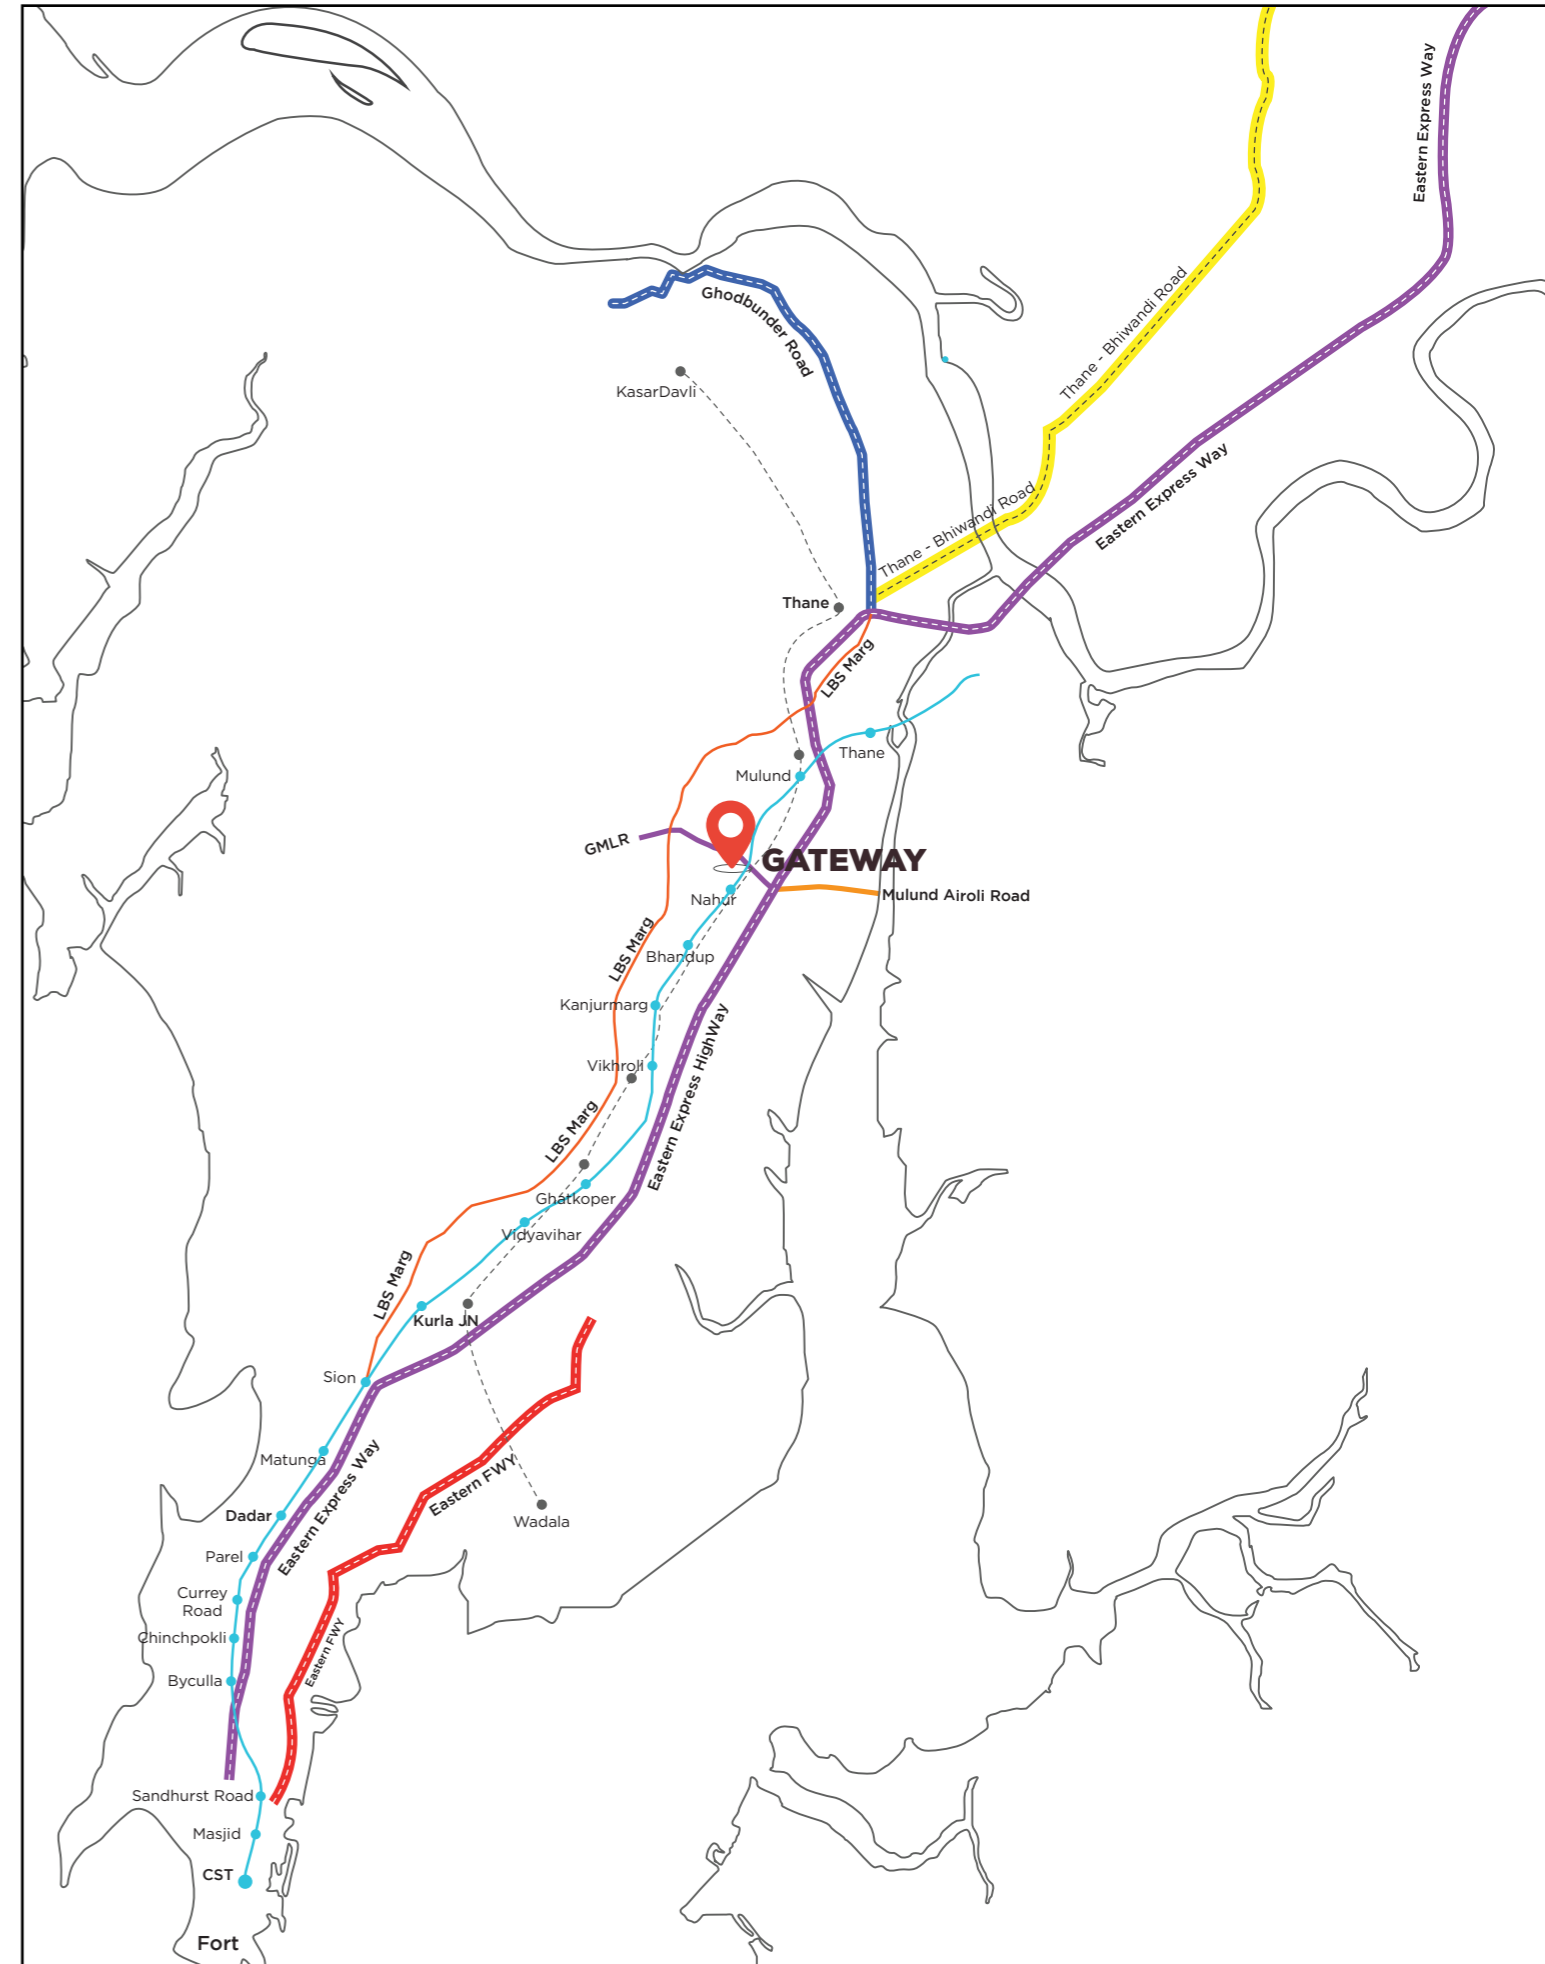 Eastern Express Way
Ghodbunder Road
Thane - Bhiwandi Road
KasarDavli
Thane - Bhiwandi Road
Eastern Express Way
Thane
LBS Marg
Thane
Mulund
GMLR
GATEWAY
Mulund Airoli Road
Nahur
LBS Marg
Bhandup
Kanjurmarg
Eastern Express HighWay
Vikhroli
LBS Marg
Ghatkoper
Vidyavihar
LBS Marg
Kurla JN
Sion
Matunga
Eastern Express Way
Eastern FWY
Dadar
Wadala
Parel
Currey
Road
Chinchpokli
Eastern FWY
Byculla
Sandhurst Road
Masjid
CST
Fort